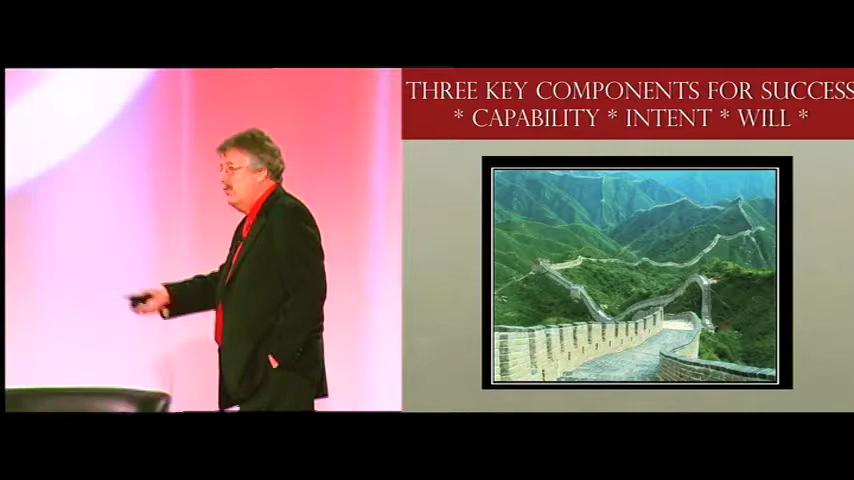 THREE KEY COMPONENTS FOR SUCCESS
* CAPABILITY * INTENT * WILL *